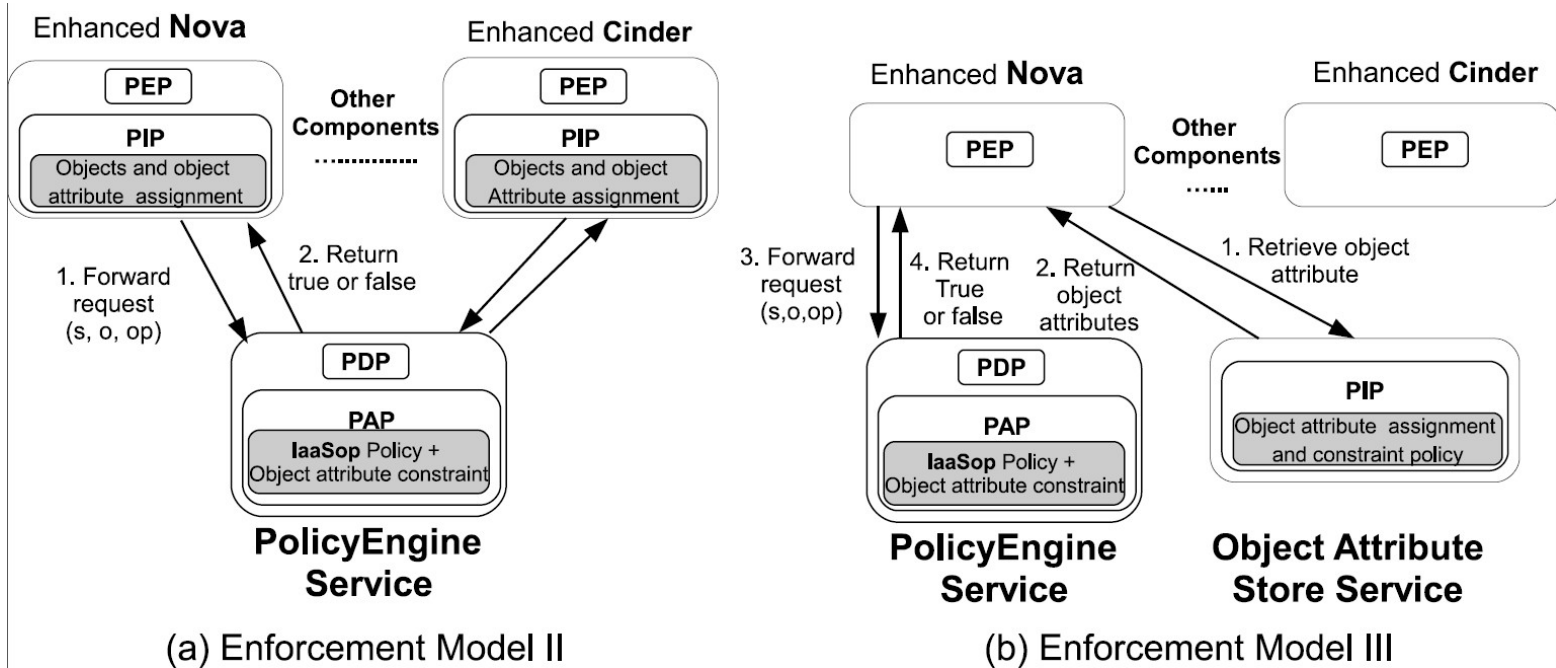 Enhanced Nova
Enhanced Cinder
PEP
PIP
Objects and object
attribute assignment
Other
Components
..............
PEP
PIP
Objects and object
Attribute assignment
1. Forward
request
(s, o, op)
2. Return
true or false
PDP
PAP
IaaSop Policy +
Object attribute constraint
PolicyEngine
Service
(a) Enforcement Model II
Enhanced Nova
Enhanced Cinder
PEP
Other
Components
......
PEP
3. Forward
request
(s,o,op)
4. Return
True
or false
2. Return
object
attributes
1. Retrieve object
attribute
PDP
PAP
IaaSop Policy +
Object attribute constraint
PolicyEngine
Service
PIP
Object attribute assignment
and constraint policy
Object Attribute
Store Service
(b) Enforcement Model III